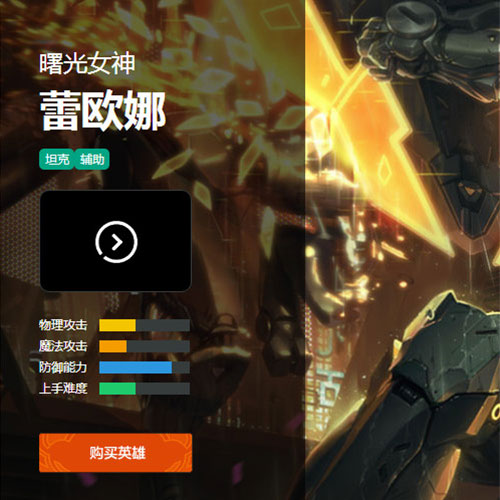 曙光女神
蕾欧娜
坦克 辅助
物理攻击
魔法攻击
防御能力
上手难度
购买英雄